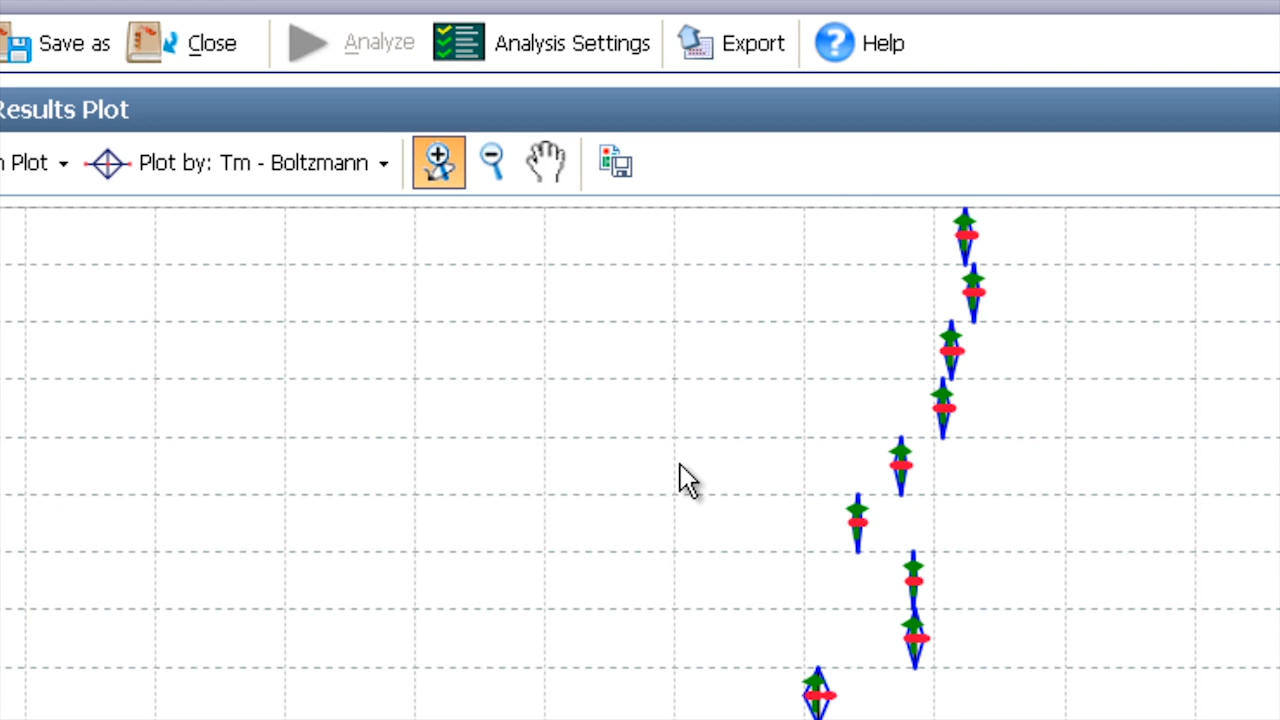 Save as Close Analyze Analysis Settings Export Help
Results Plot
Plot Plot by: Tm - Boltzmann